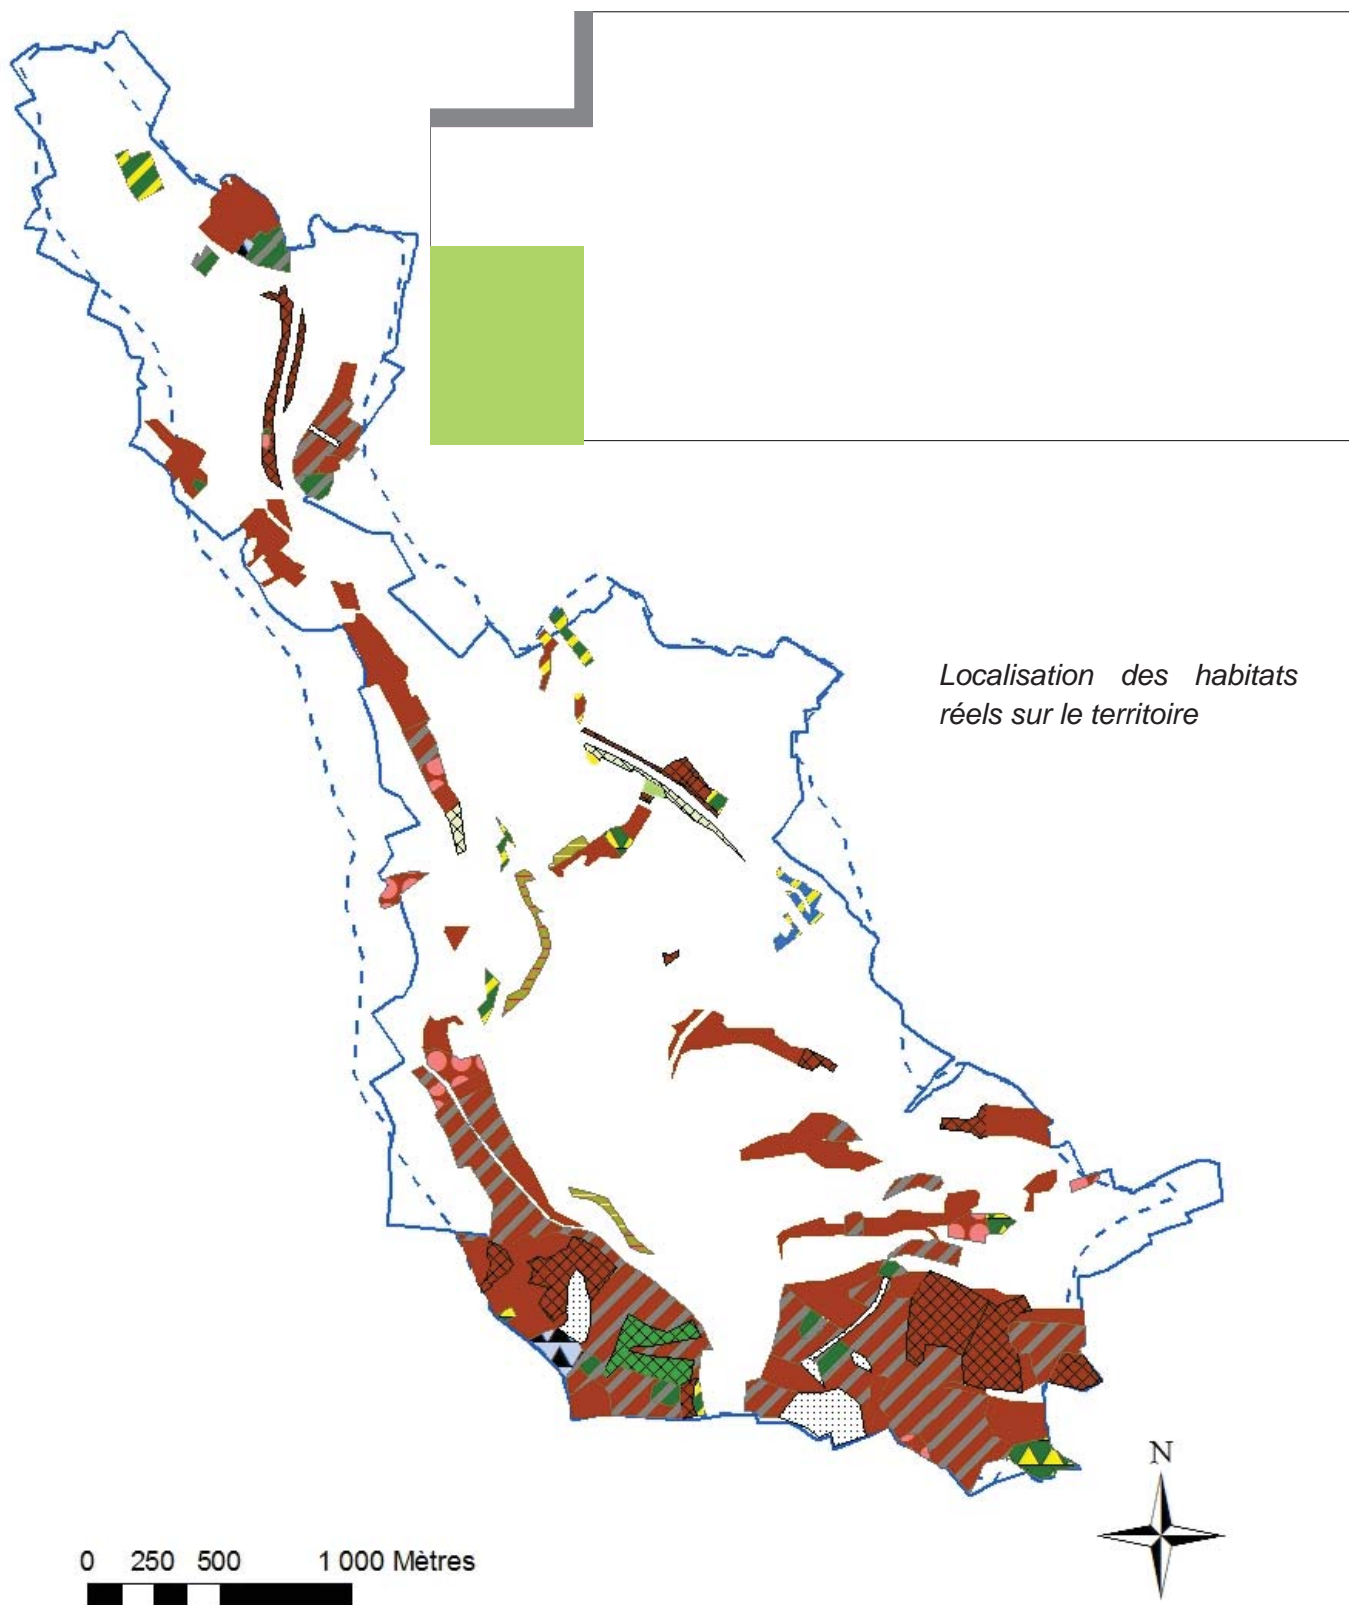 Localisation des habitats
réels sur le territoire
N
0 250 500 1 000 Mètres